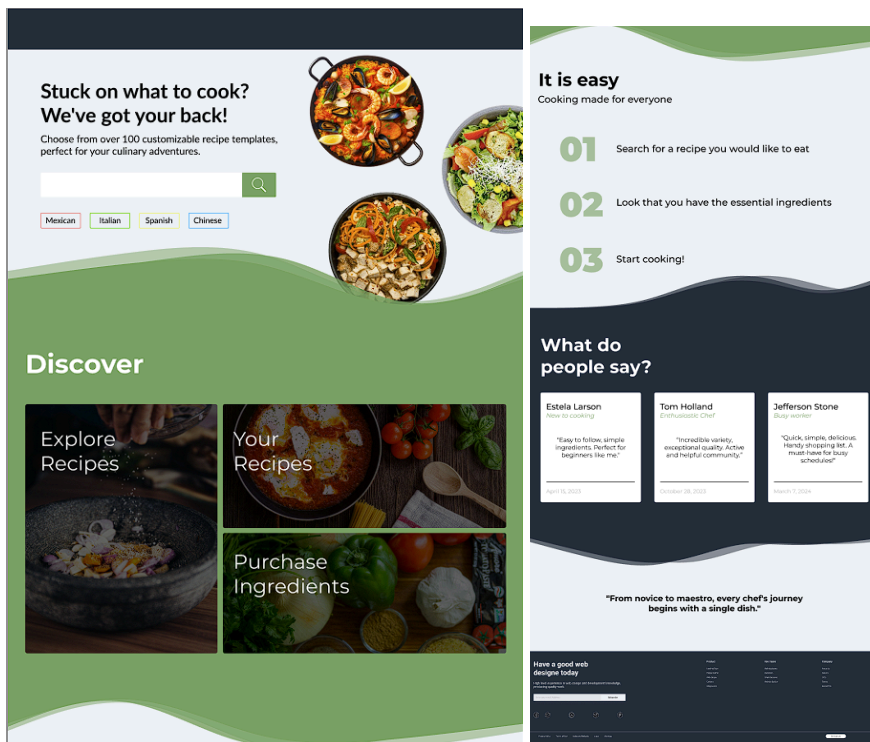 Stuck on what to cook?
We've got your back!
Choose from over 100 customizable recipe templates,
perfect for your culinary adventures.
Mexican
Italian
Spanish
Chinese
Discover
Explore
Recipes
Your
Recipes
Purchase
Ingredients
It is easy
Cooking made for everyone
01
Search for a recipe you would like to eat
02
Look that you have the essential ingredients
03
Start cooking!
What do
people say?
Estela Larson
New to cooking
"Easy to follow, simple
ingredients. Perfect for
beginners like me."
April 15, 2023
Tom Holland
Enthusiastic Chef
"Incredible variety,
exceptional quality. Active
and helpful community."
October 28, 2023
Jefferson Stone
Busy worker
"Quick, simple, delicious.
Handy shopping list. A
must-have for busy
schedules!"
March 7, 2024
"From novice to maestro, every chef's journey
begins with a single dish."
Have a good web
designe today